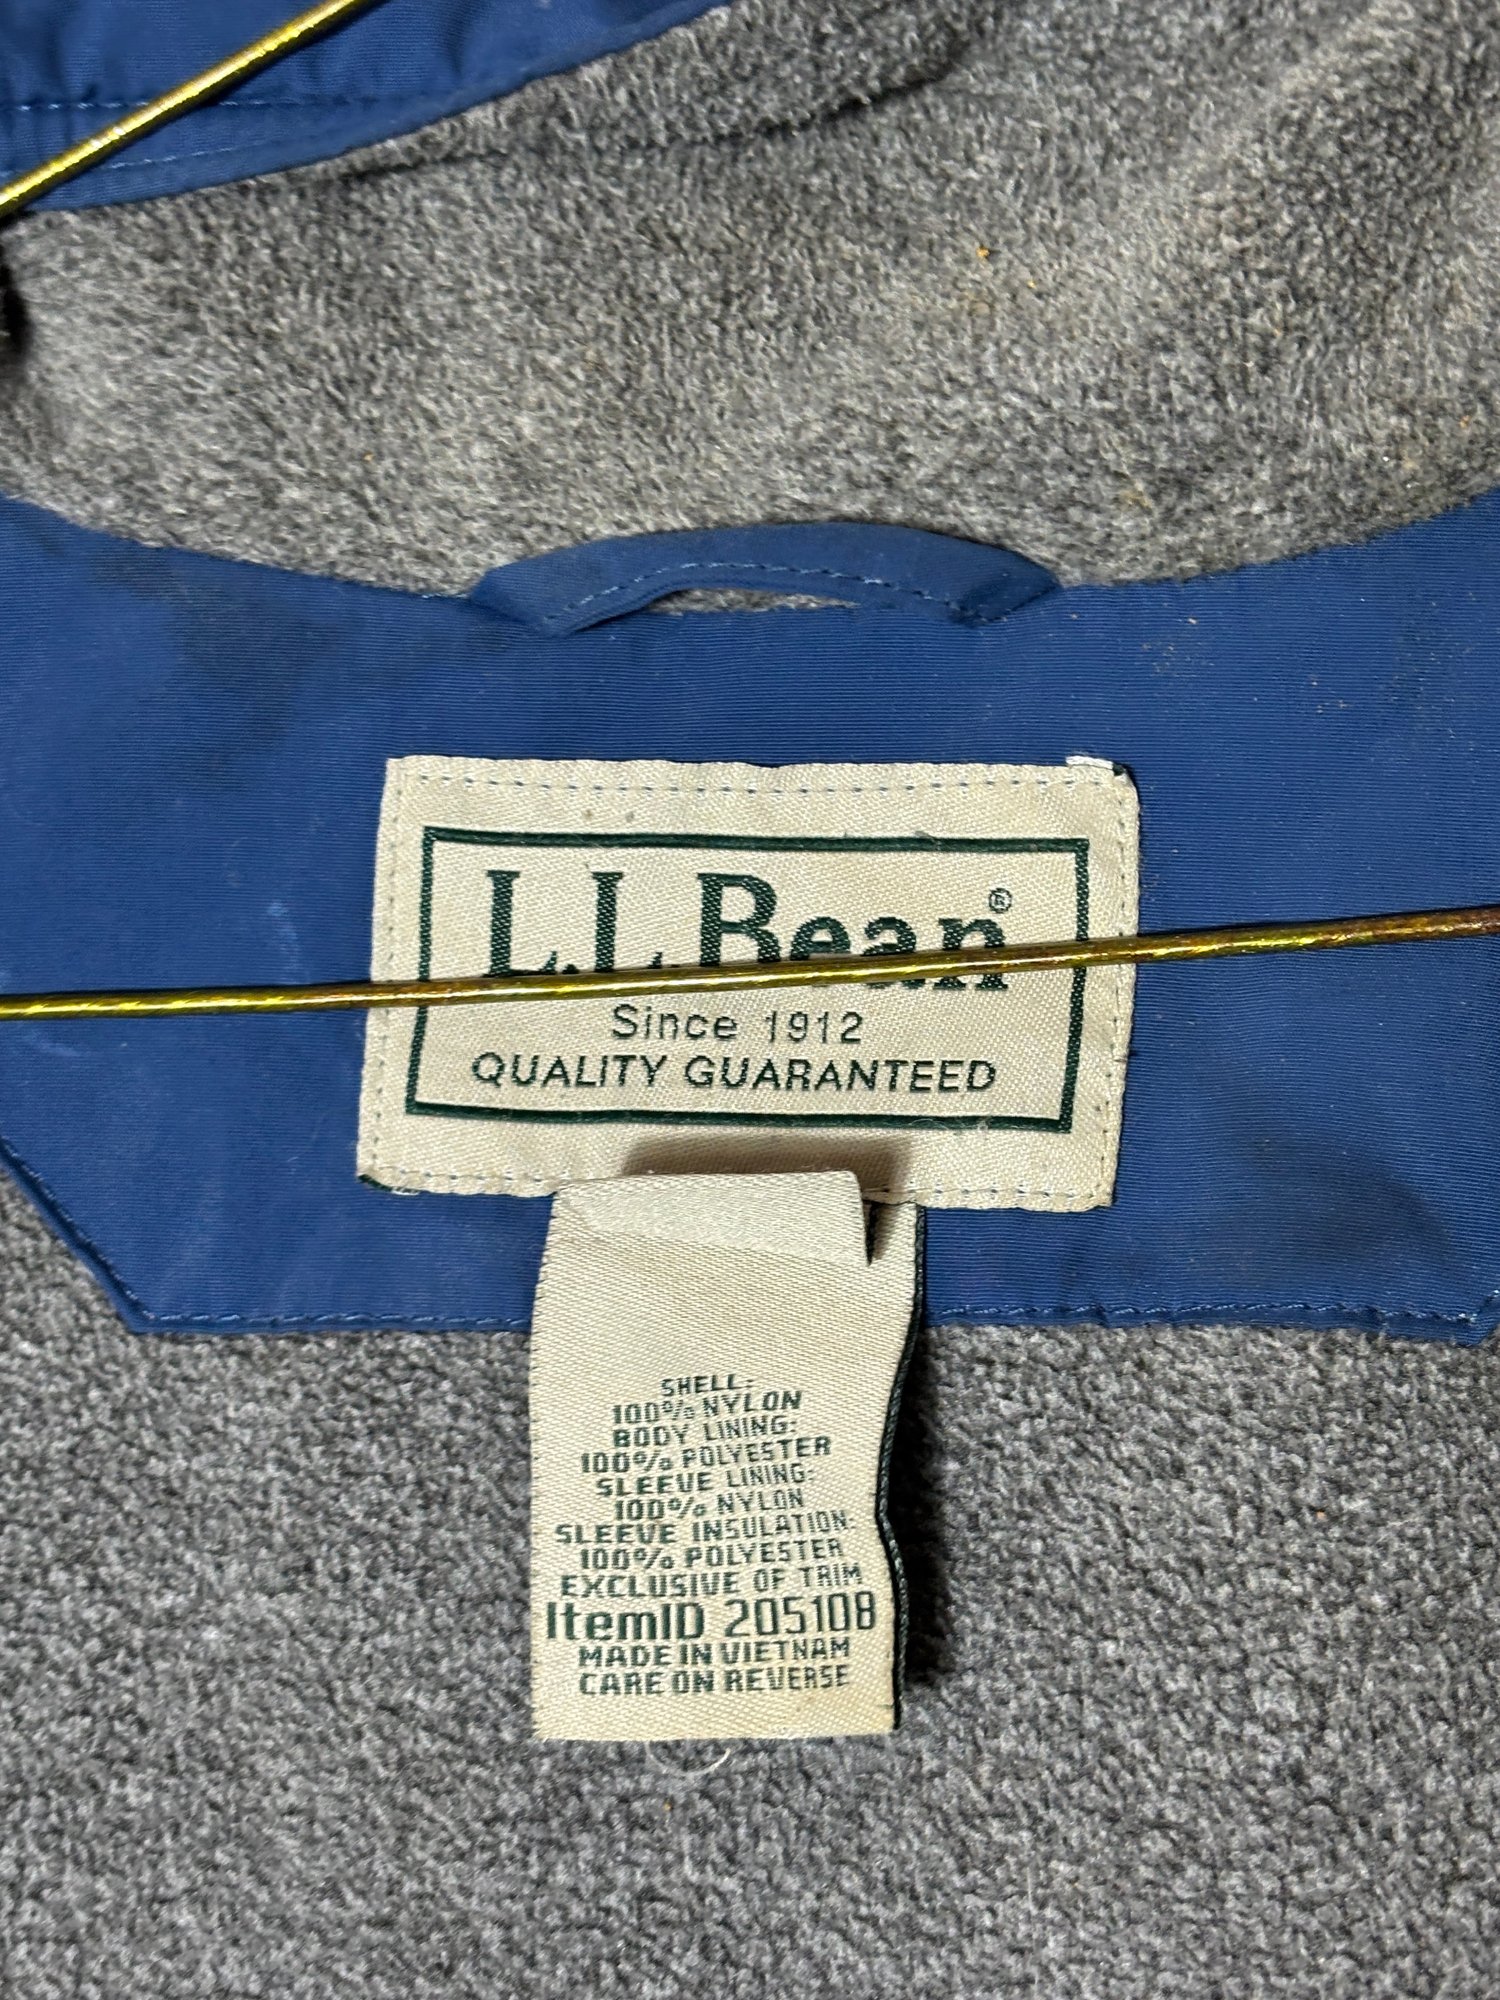 L.L.Bean®
Since 1912
QUALITY GUARANTEED
SHELL:
100% NYLON
BODY LINING:
100% POLYESTER
SLEEVE LINING:
100% NYLON
SLEEVE INSULATION:
100% POLYESTER
EXCLUSIVE OF TRIM
ItemID 205108
MADE IN VIETNAM
CARE ON REVERSE